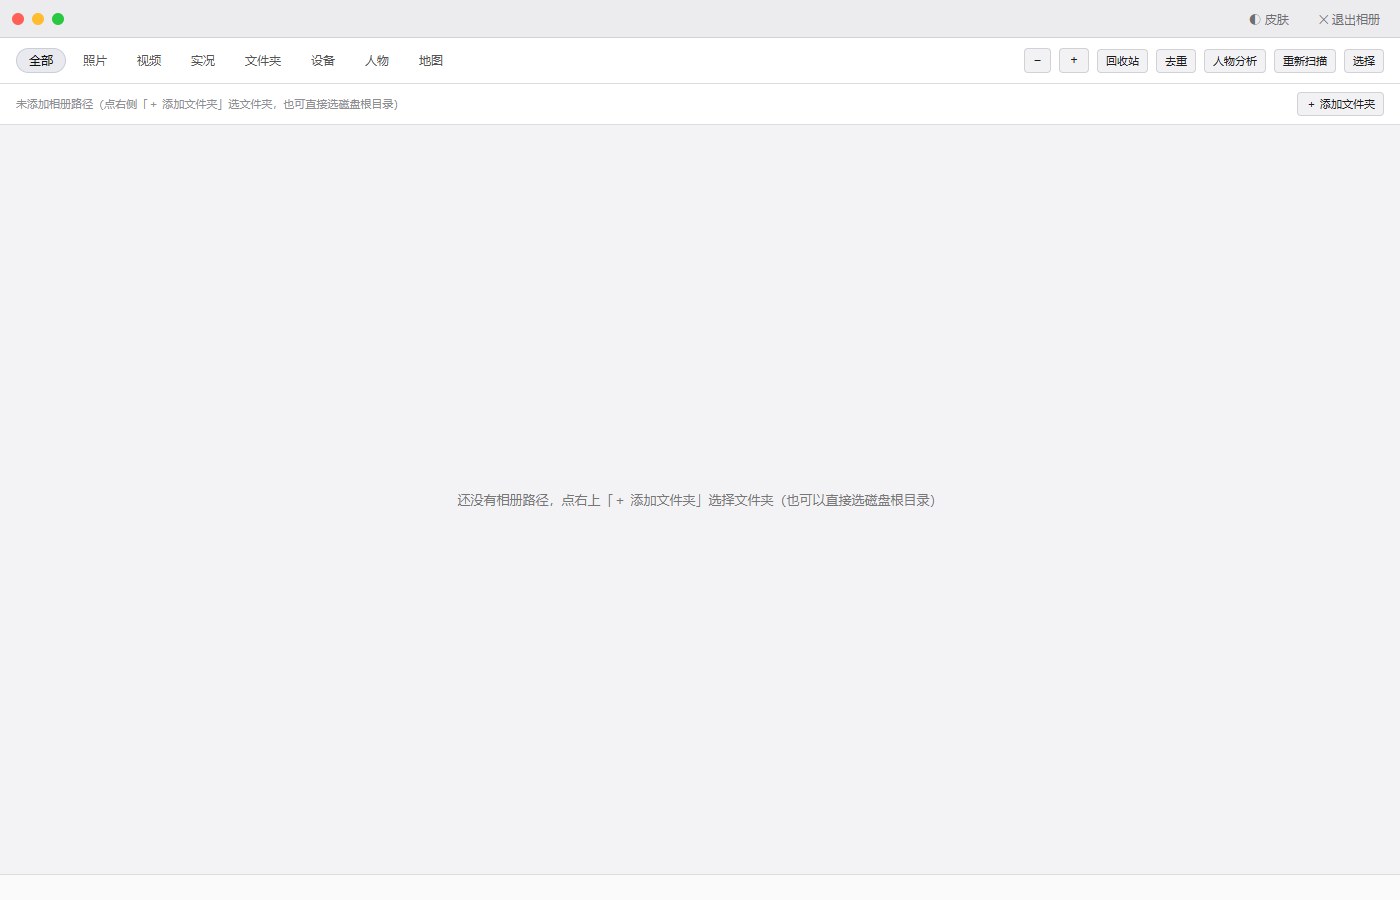 皮肤 退出相册
全部 照片 视频 实况 文件夹 设备 人物 地图 − + 回收站 去重 人物分析 重新扫描 选择
未添加相册路径（点右侧「＋ 添加文件夹」选文件夹，也可直接选磁盘根目录） ＋ 添加文件夹
还没有相册路径，点右上「＋ 添加文件夹」选择文件夹（也可以直接选磁盘根目录）